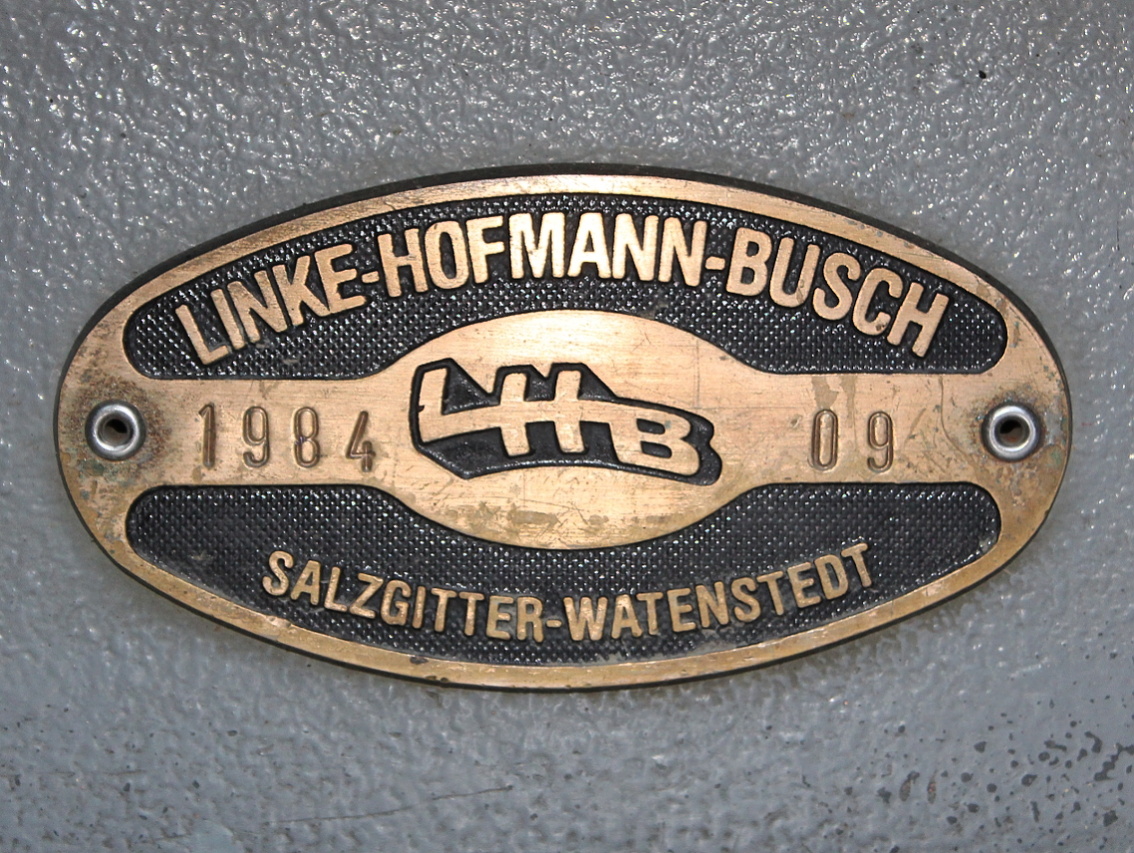 LINKE-HOFMANN-BUSCH
1984 LHB 09
SALZGITTER-WATENSTEDT